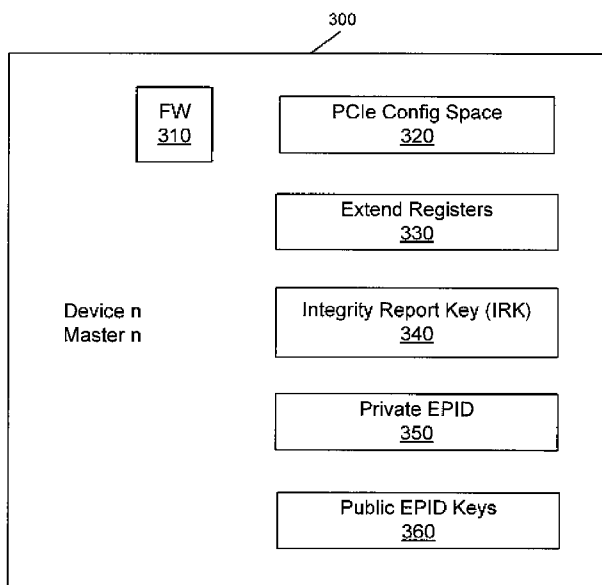 300
FW
310
PCIe Config Space
320
Extend Registers
330
Device n
Master n
Integrity Report Key (IRK)
340
Private EPID
350
Public EPID Keys
360